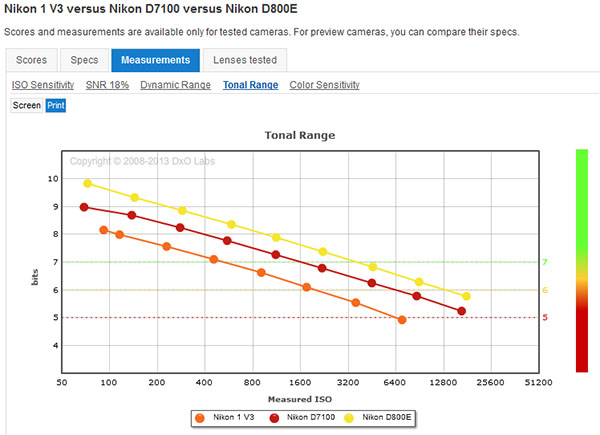 Nikon 1 V3 versus Nikon D7100 versus Nikon D800E
Scores and measurements are available only for tested cameras. For preview cameras, you can compare their specs.
Scores Specs Measurements Lenses tested
ISO Sensitivity SNR 18% Dynamic Range Tonal Range Color Sensitivity
Screen Print
Tonal Range
Copyright © 2008-2013 DxO Labs
10
9
8
7 7
6 6
5 5
4
bits
50 100 200 400 800 1600 3200 6400 12800 25600 51200
Measured ISO
Nikon 1 V3 Nikon D7100 Nikon D800E